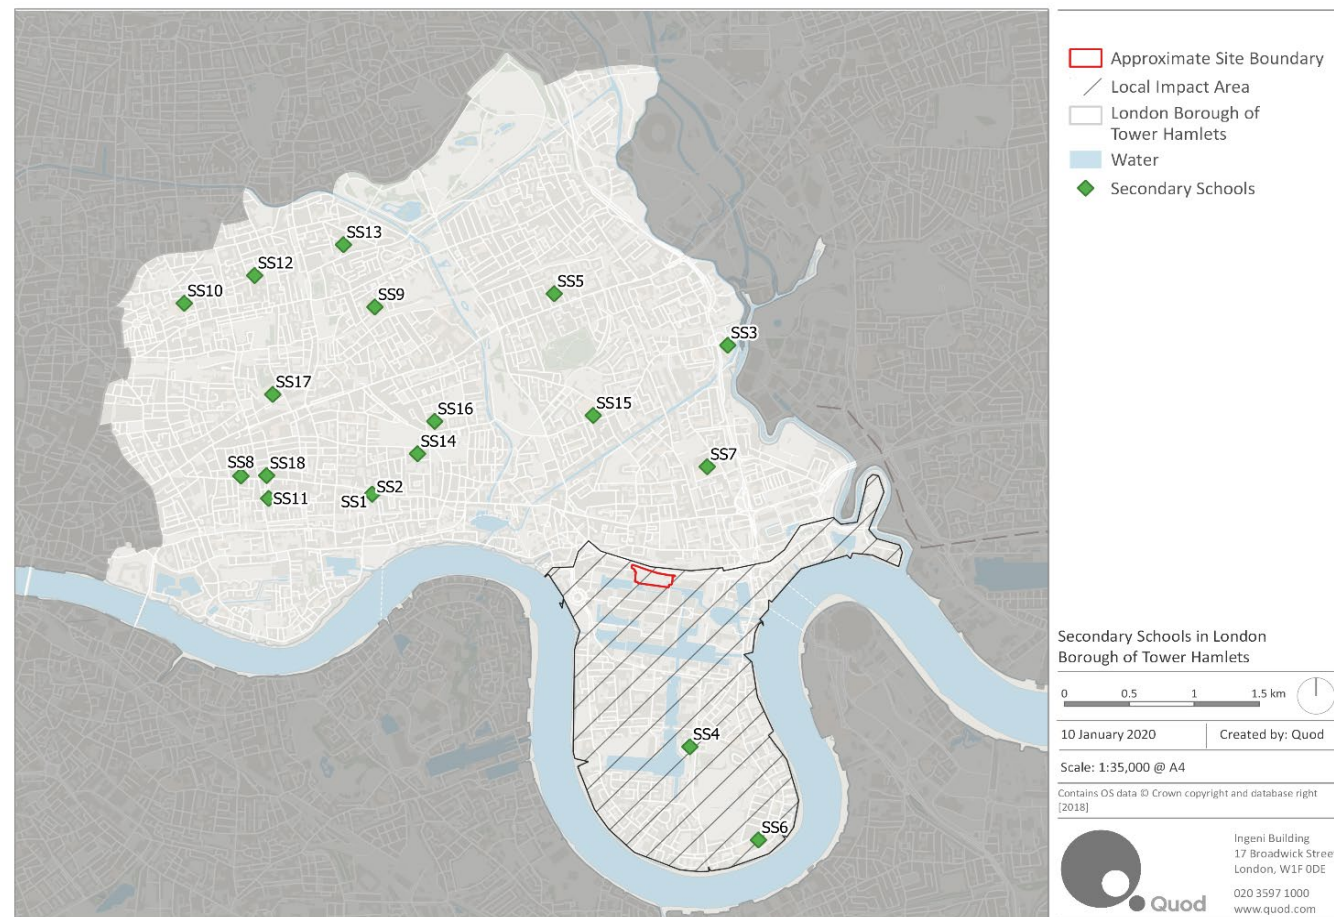 SS13
SS12
SS10
SS9
SS5
SS3
SS17
SS16
SS15
SS14
SS7
SS8
SS18
SS2
SS1
SS11
SS4
SS6
Approximate Site Boundary
Local Impact Area
London Borough of
Tower Hamlets
Water
Secondary Schools
Secondary Schools in London
Borough of Tower Hamlets
0 0.5 1 1.5 km
10 January 2020 Created by: Quod
Scale: 1:35,000 @ A4
Contains OS data © Crown copyright and database right
[2018]
Quod
Ingeni Building
17 Broadwick Street
London, W1F 0DE
020 3597 1000
www.quod.com